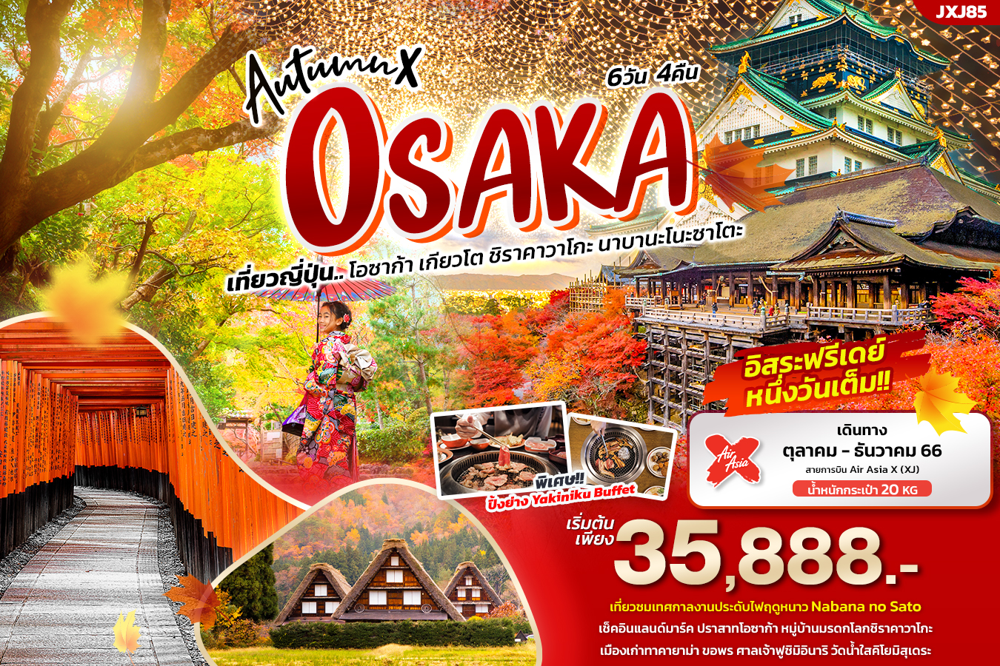 JXJ85
Autumn X
6วัน 4คืน
OSAKA
เที่ยวญี่ปุ่น.. โอซาก้า เกียวโต ชิราคาวาโกะ นาบานะโนะซาโตะ
อิสระฟรีเดย์
หนึ่งวันเต็ม!!
Air Asia X
เดินทาง
ตุลาคม - ธันวาคม 66
สายการบิน Air Asia X (XJ)
น้ำหนักกระเป๋า 20 KG
พิเศษ!!
ปิ้งย่าง Yakiniku Buffet
เริ่มต้น
เพียง
35,888.-
เที่ยวชมเทศกาลงานประดับไฟฤดูหนาว Nabana no Sato
เช็คอินแลนด์มาร์ค ปราสาทโอซาก้า หมู่บ้านมรดกโลกชิราคาวาโกะ
เมืองเก่าทาคายาม่า ขอพร ศาลเจ้าฟูชิมิอินาริ วัดน้ำใสคิโยมิสุเดระ